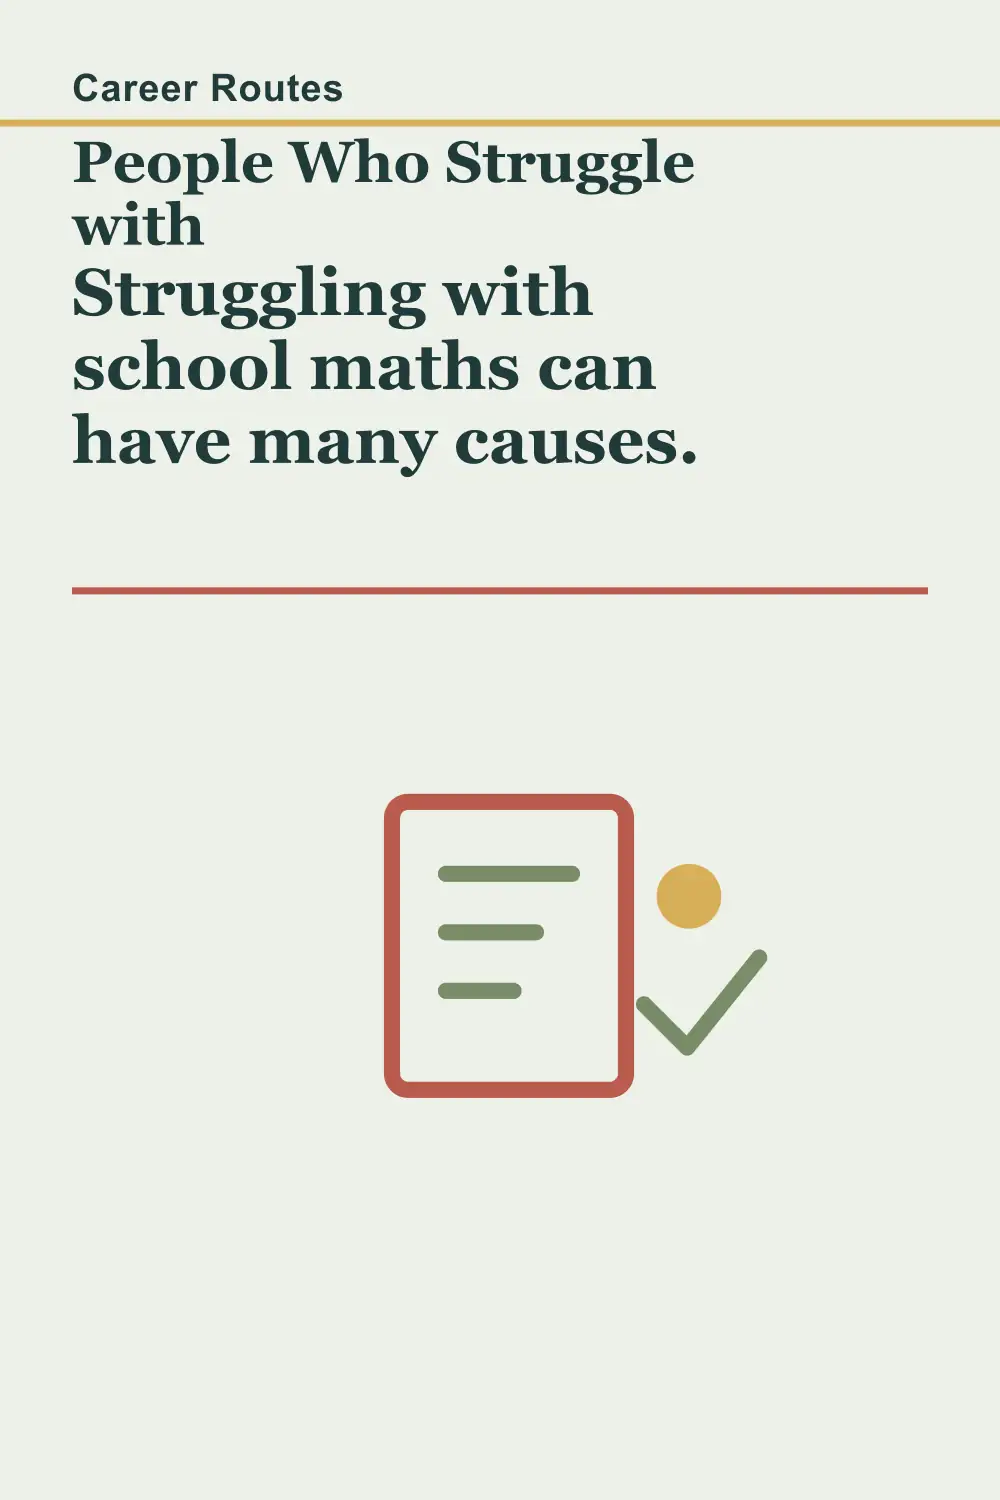 Career Routes
People Who Struggle
with
Struggling with
school maths can
have many causes.